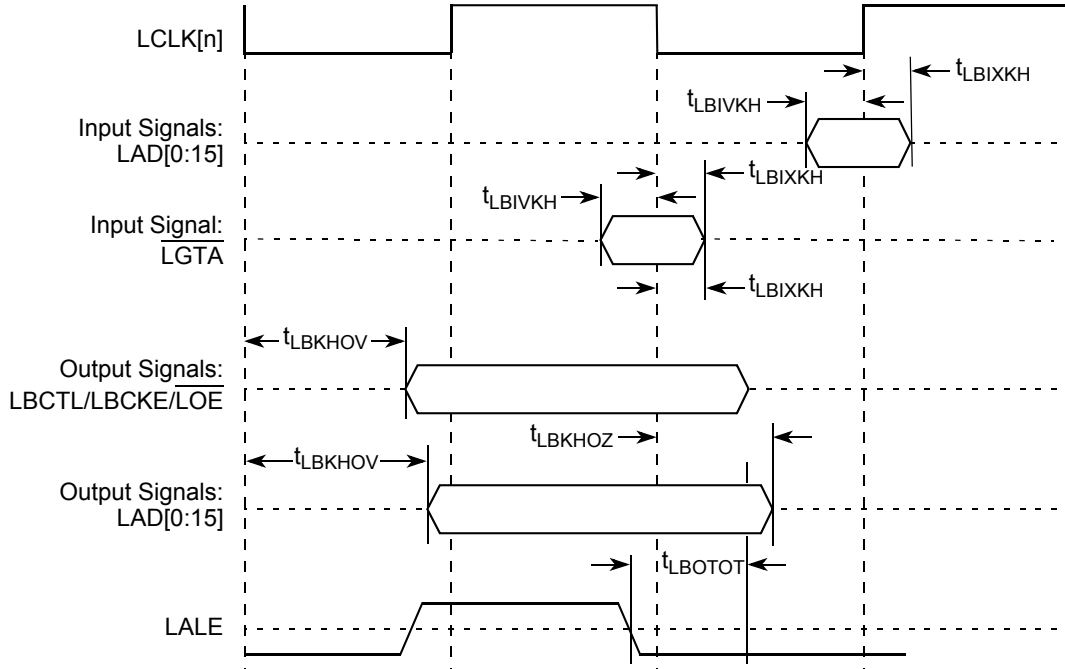 LCLK[n]
tLBIXKH
tLBIVKH
Input Signals:
LAD[0:15]
tLBIXKH
tLBIVKH
Input Signal:
LGTA
tLBIXKH
tLBKHOV
Output Signals:
LBCTL/LBCKE/LOE
tLBKHOZ
tLBKHOV
Output Signals:
LAD[0:15]
tLBOTOT
LALE